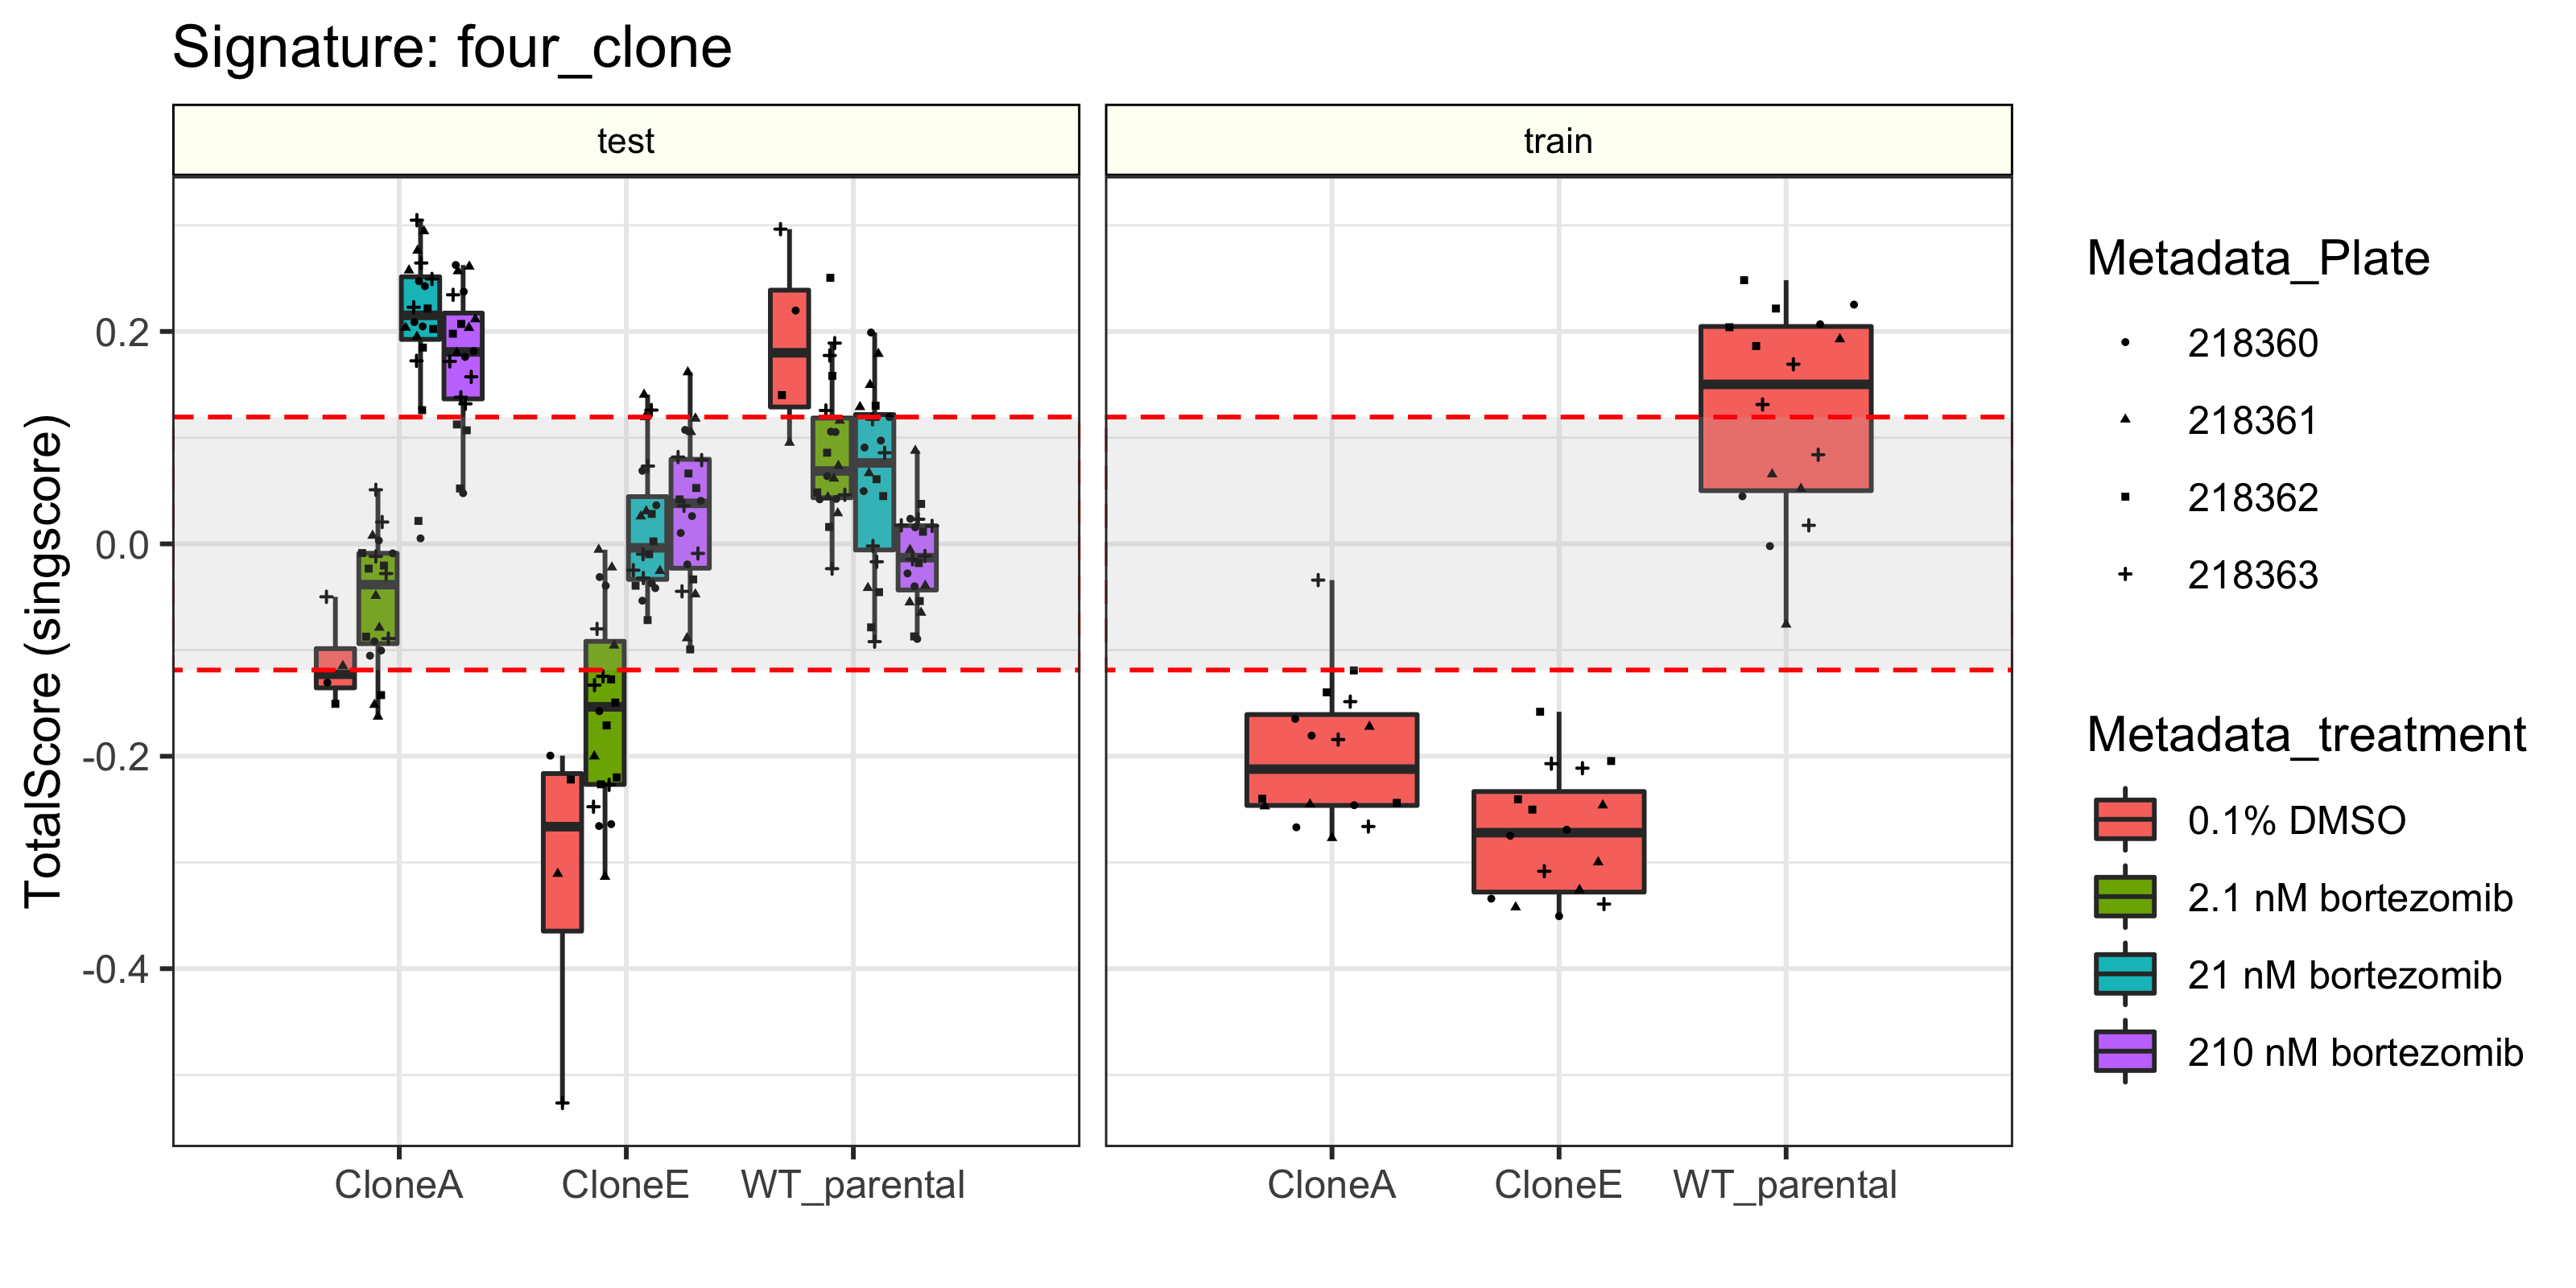 Signature: four_clone
test
train
TotalScore (singscore)
0.2
0.0
-0.2
-0.4
CloneA
CloneE
WT_parental
CloneA
CloneE
WT_parental
Metadata_Plate
218360
218361
218362
218363
Metadata_treatment
0.1% DMSO
2.1 nM bortezomib
21 nM bortezomib
210 nM bortezomib